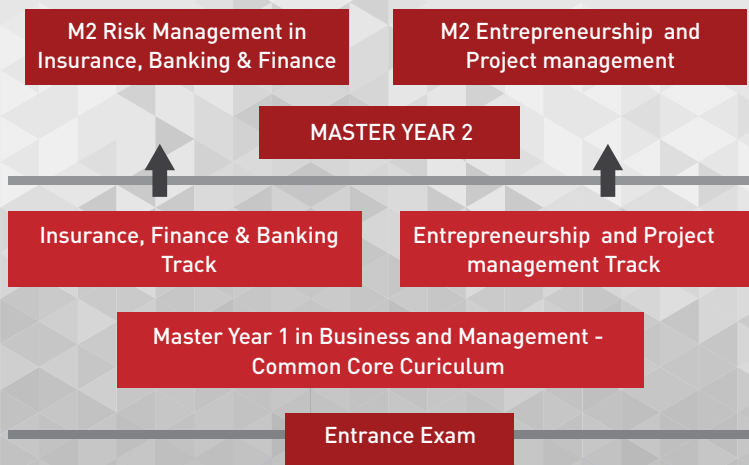 M2 Risk Management in
Insurance, Banking & Finance
M2 Entrepreneurship and
Project management
MASTER YEAR 2
Insurance, Finance & Banking
Track
Entrepreneurship and Project
management Track
Master Year 1 in Business and Management -
Common Core Curiculum
Entrance Exam